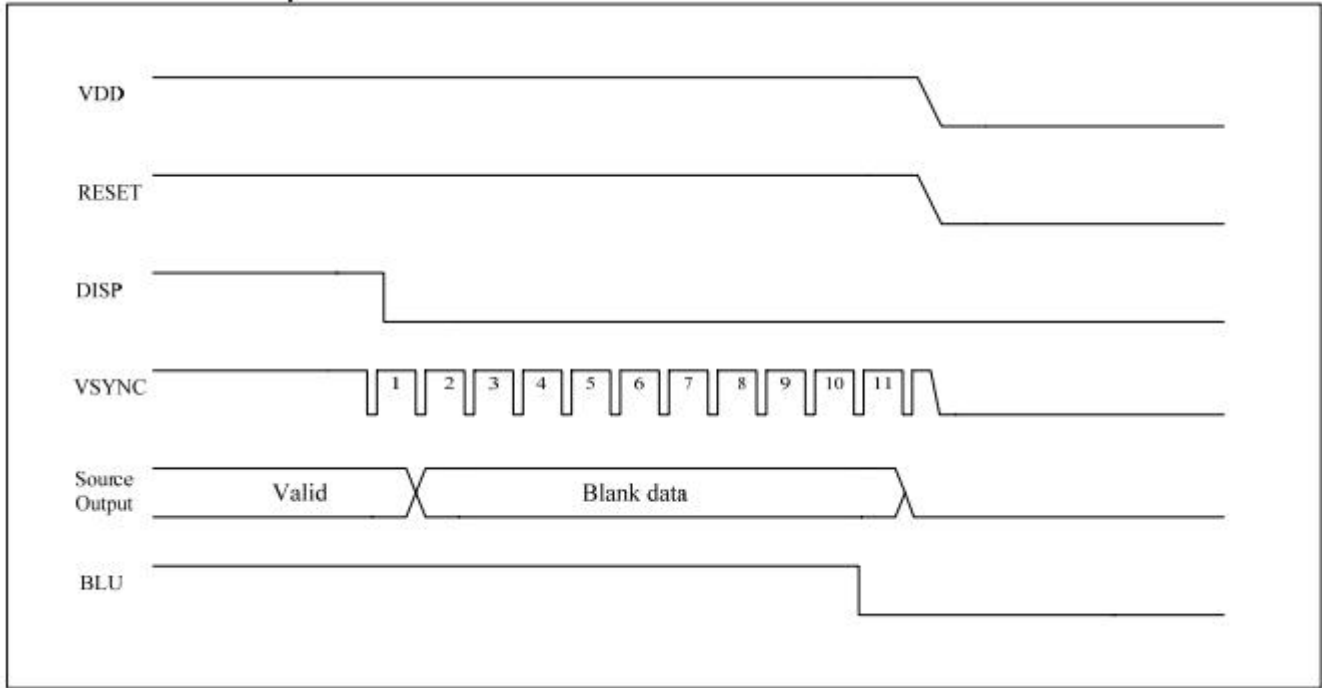 VDD
RESET
DISP
VSYNC
1 2 3 4 5 6 7 8 9 10 11
Source
Output
Valid
Blank data
BLU